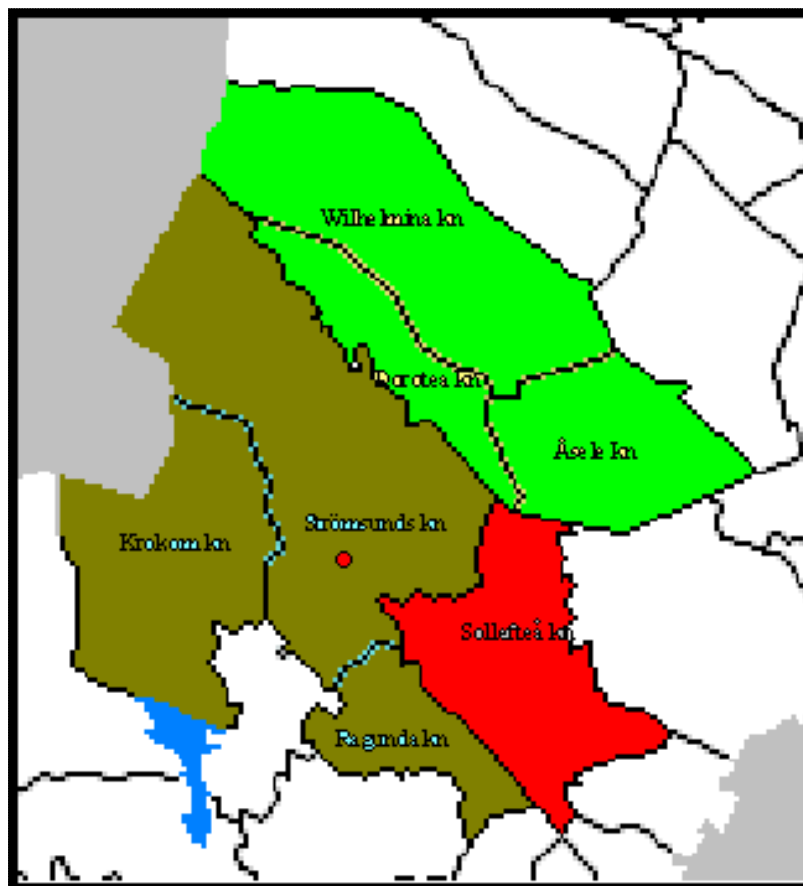 Wilhelmina kn
Dorotea kn
Åsele kn
Strömsunds kn
Krokom kn
Sollefteå kn
Ragunda kn